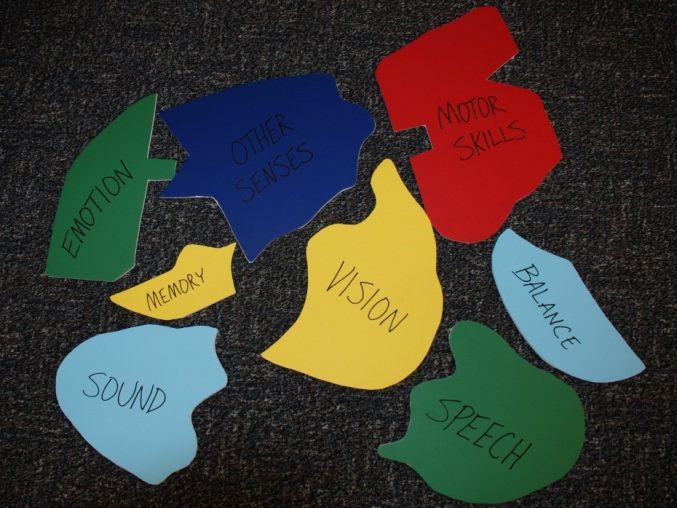 MOTOR
SKILLS
OTHER
SENSES
EMOTION
MEMORY
VISION
BALANCE
SOUND
SPEECH